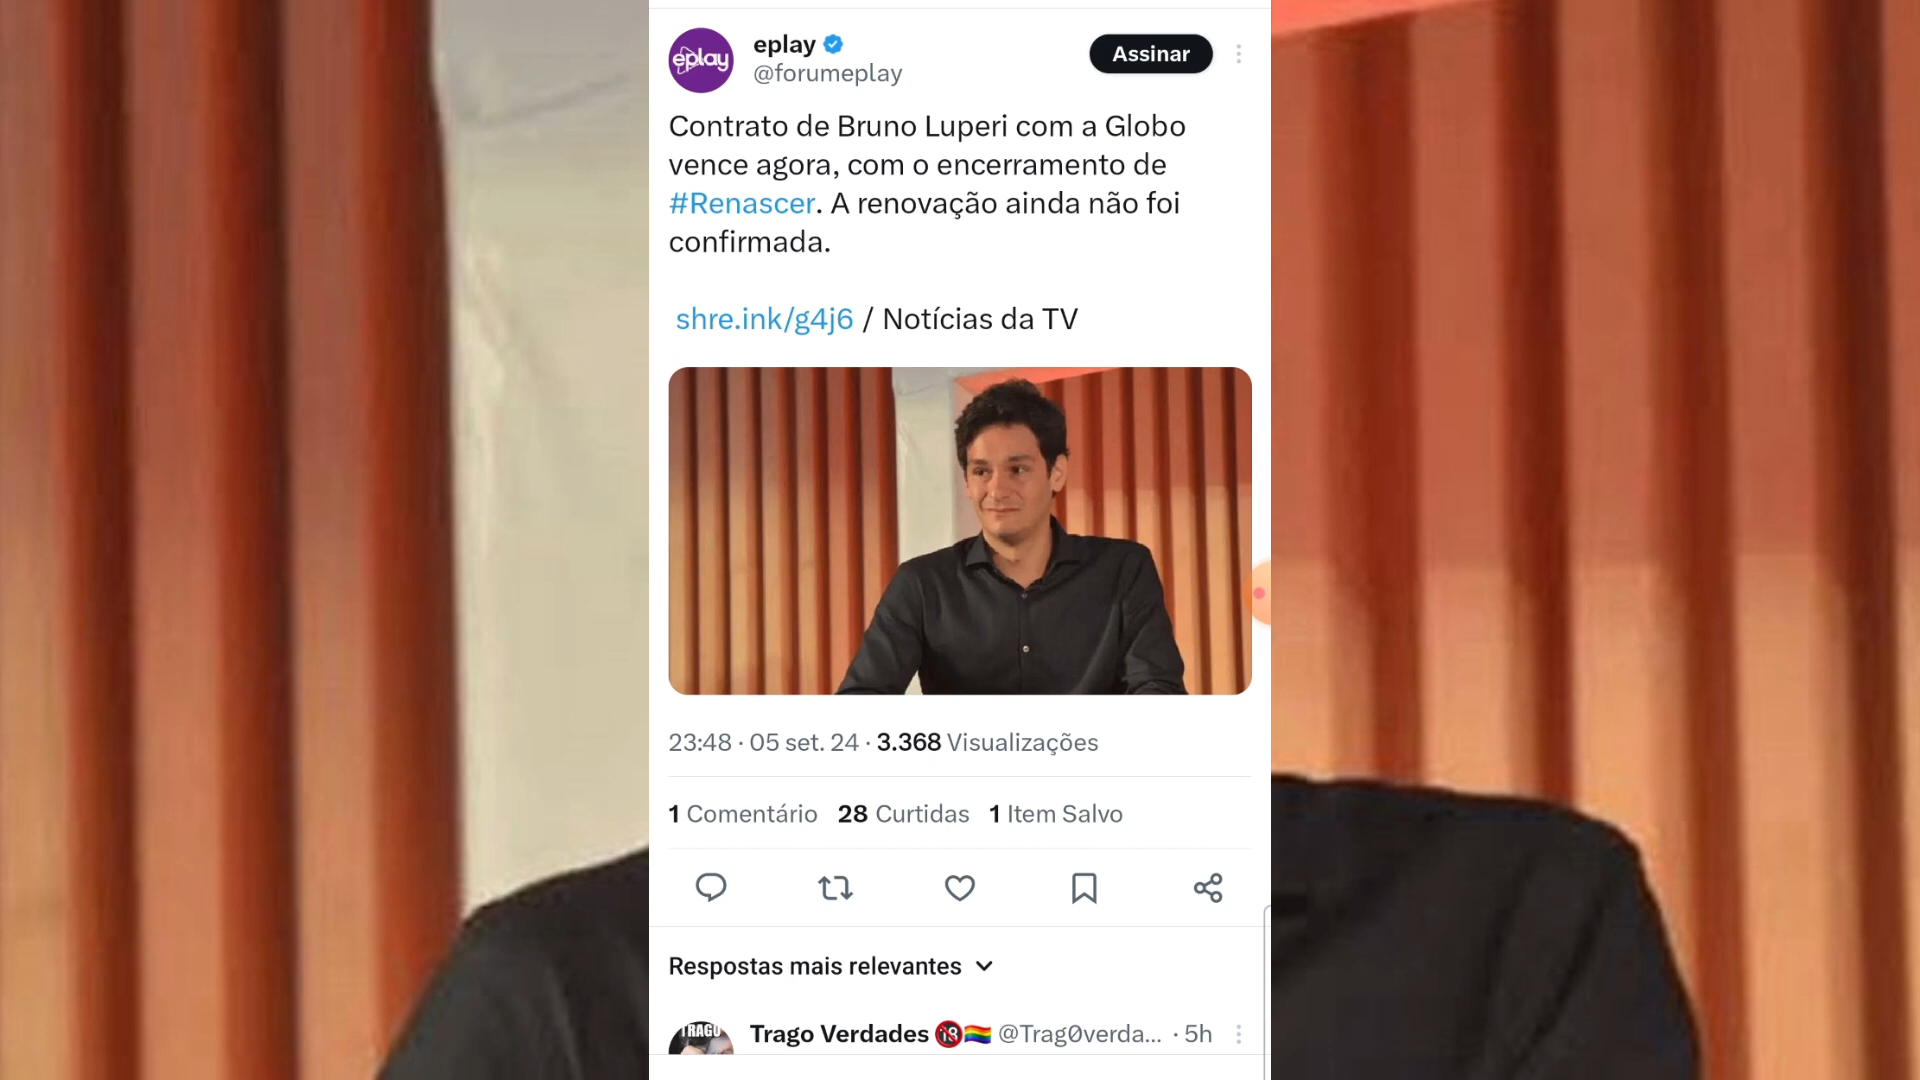 eplay
eplay
Assinar
@forumeplay
Contrato de Bruno Luperi com a Globo
vence agora, com o encerramento de
#Renascer. A renovação ainda não foi
confirmada.
shre.ink/g4j6 / Notícias da TV
23:48 · 05 set. 24 · 3.368 Visualizações
1 Comentário 28 Curtidas 1 Item Salvo
Respostas mais relevantes
TRAGO
Trago Verdades 🔞🏳️‍🌈 @Trag0verda... · 5h